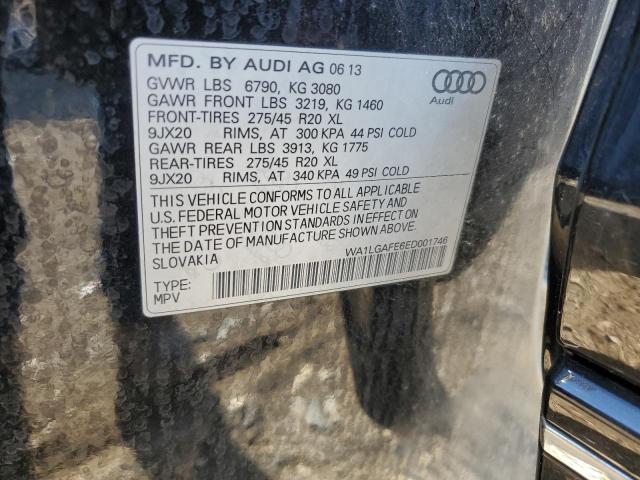 MFD. BY AUDI AG 06 13
GVWR LBS 6790, KG 3080
GAWR FRONT LBS 3219, KG 1460
FRONT-TIRES 275/45 R20 XL
9JX20 RIMS, AT 300 KPA 44 PSI COLD
GAWR REAR LBS 3913, KG 1775
REAR-TIRES 275/45 R20 XL
9JX20 RIMS, AT 340 KPA 49 PSI COLD
Audi
THIS VEHICLE CONFORMS TO ALL APPLICABLE
U.S. FEDERAL MOTOR VEHICLE SAFETY AND
THEFT PREVENTION STANDARDS IN EFFECT ON
THE DATE OF MANUFACTURE SHOWN ABOVE.
SLOVAKIA
WA1LGAFE6ED001746
TYPE:
MPV